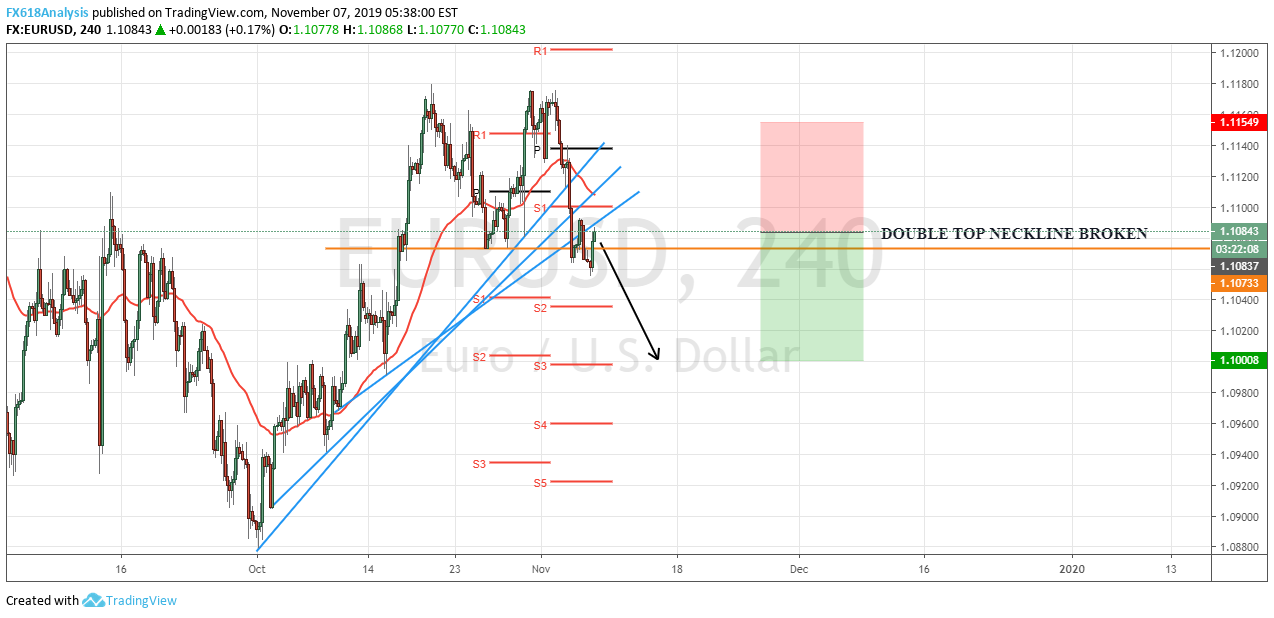 FX618Analysis published on TradingView.com, November 07, 2019 05:38:00 EST
FX:EURUSD, 240 1.10843 ▲ +0.00183 (+0.17%) O:1.10778 H:1.10868 L:1.10770 C:1.10843
R1
1.12000
1.11800
1.11549
R1
P
1.11400
1.11200
P
S1
1.11000
EURUSD, 240
DOUBLE TOP NECKLINE BROKEN
1.10843
03:22:08
1.10837
1.10733
S1
S2
1.10400
1.10200
Euro / U.S. Dollar
S2
S3
1.10008
1.09800
S4
1.09600
S3
1.09400
S5
1.09200
1.09000
1.08800
16
Oct
14
23
Nov
18
Dec
16
2020
13
Created with TradingView